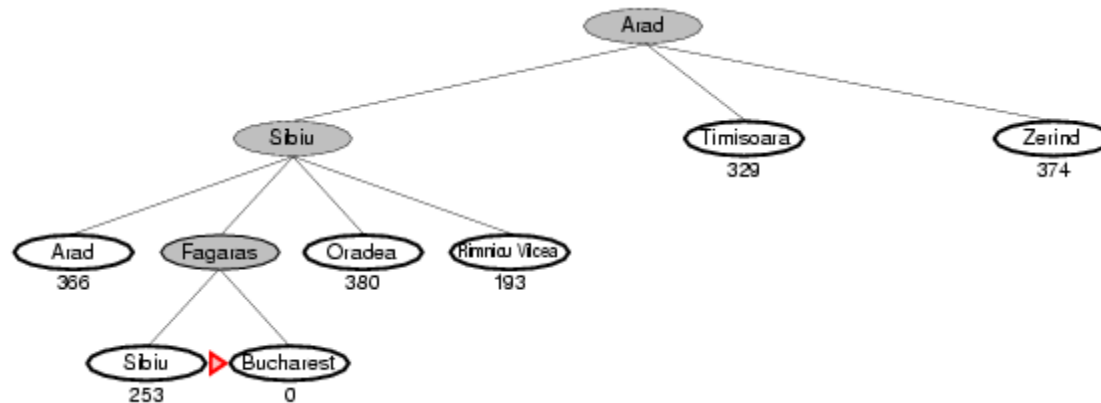 Arad
Sibiu
Timisoara
Zerind
329
374
Arad
Fagaras
Oradea
Rimnicu Vilcea
366
380
193
Sibiu
Bucharest
253
0